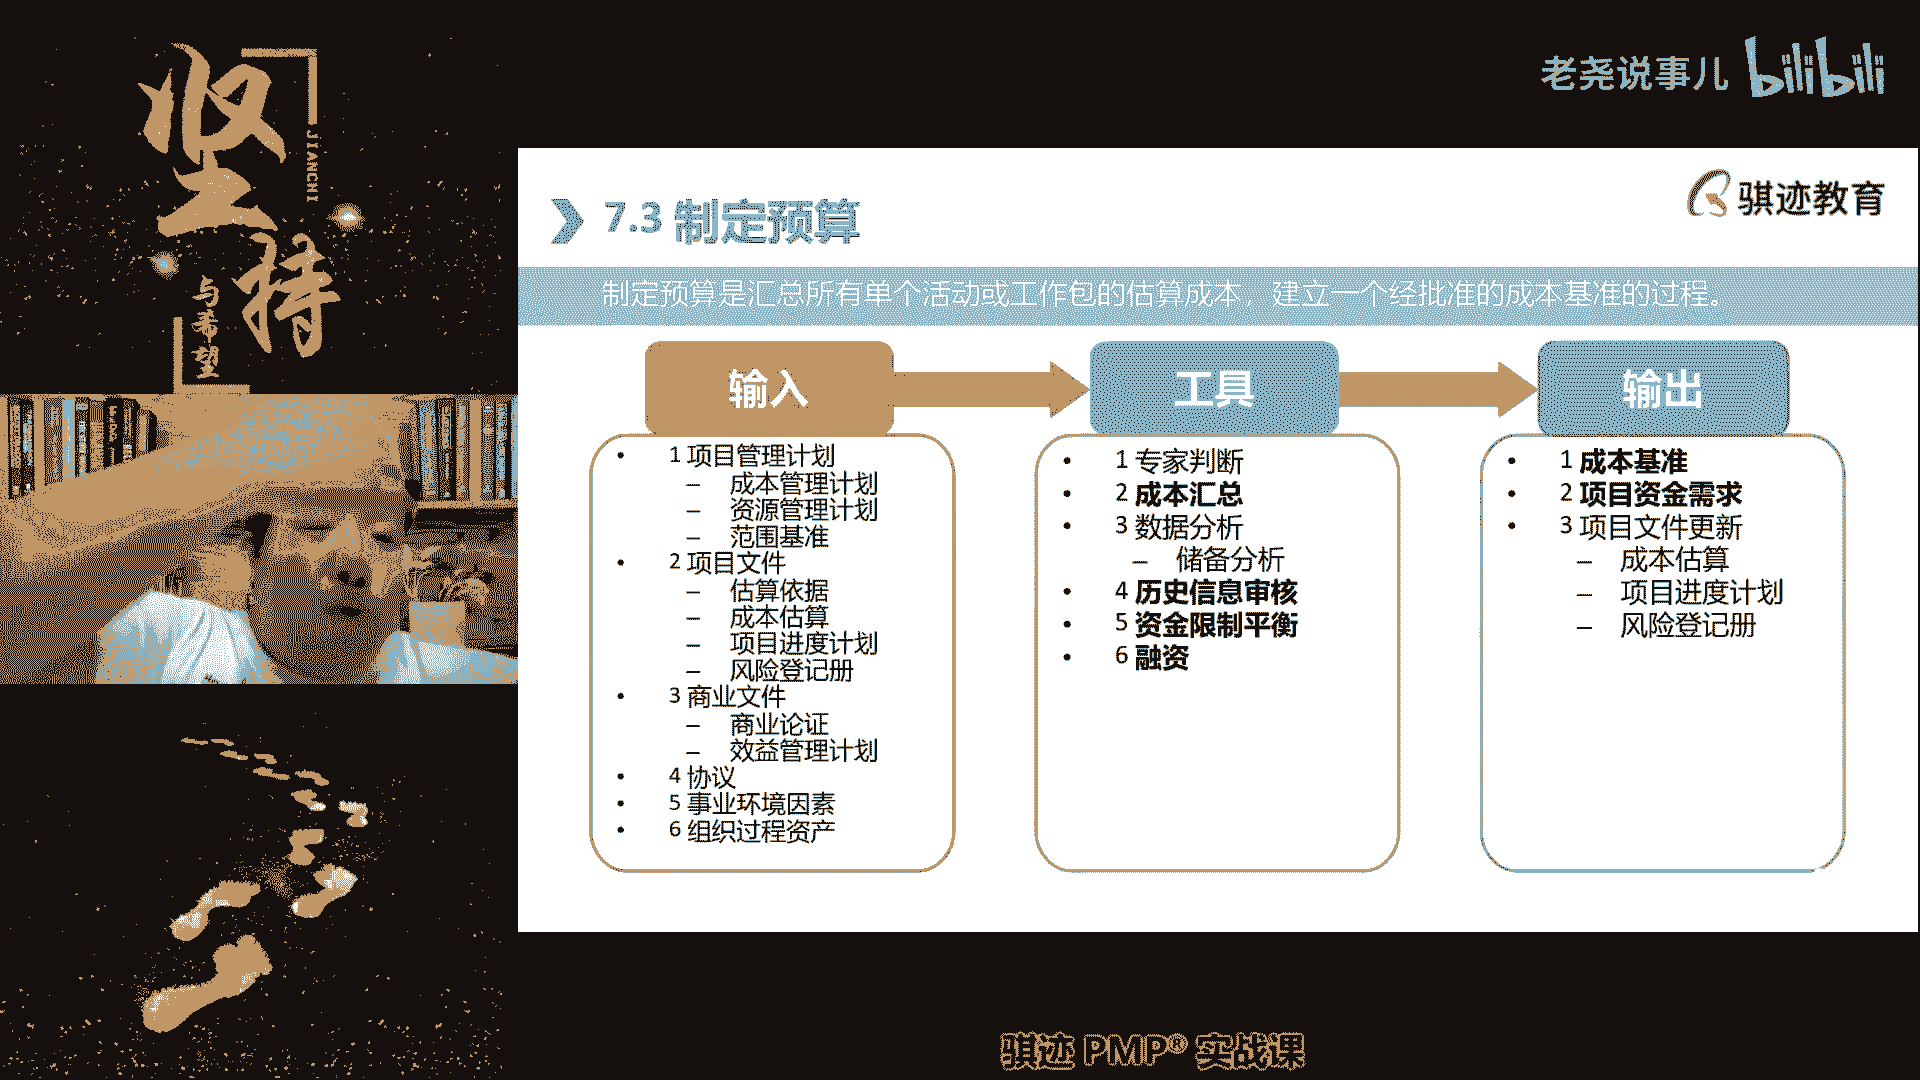 坚持
JIANCHI
与希望
老尧说事儿 bilibili
骐迹教育
7.3 制定预算
制定预算是汇总所有单个活动或工作包的估算成本，建立一个经批准的成本基准的过程。
输入
• 1 项目管理计划
– 成本管理计划
– 资源管理计划
– 范围基准
• 2 项目文件
– 估算依据
– 成本估算
– 项目进度计划
– 风险登记册
• 3 商业文件
– 商业论证
– 效益管理计划
• 4 协议
• 5 事业环境因素
• 6 组织过程资产
工具
• 1 专家判断
• 2 成本汇总
• 3 数据分析
– 储备分析
• 4 历史信息审核
• 5 资金限制平衡
• 6 融资
输出
• 1 成本基准
• 2 项目资金需求
• 3 项目文件更新
– 成本估算
– 项目进度计划
– 风险登记册
骐迹 PMP® 实战课